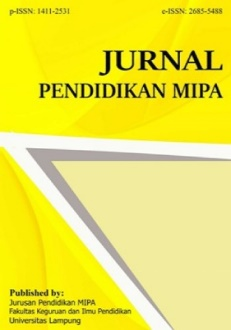 p-ISSN: 1411-2531 e-ISSN: 2685-5488
JURNAL
PENDIDIKAN MIPA
Published by:
Jurusan Pendidikan MIPA
Fakultas Keguruan dan Ilmu Pendidikan
Universitas Lampung